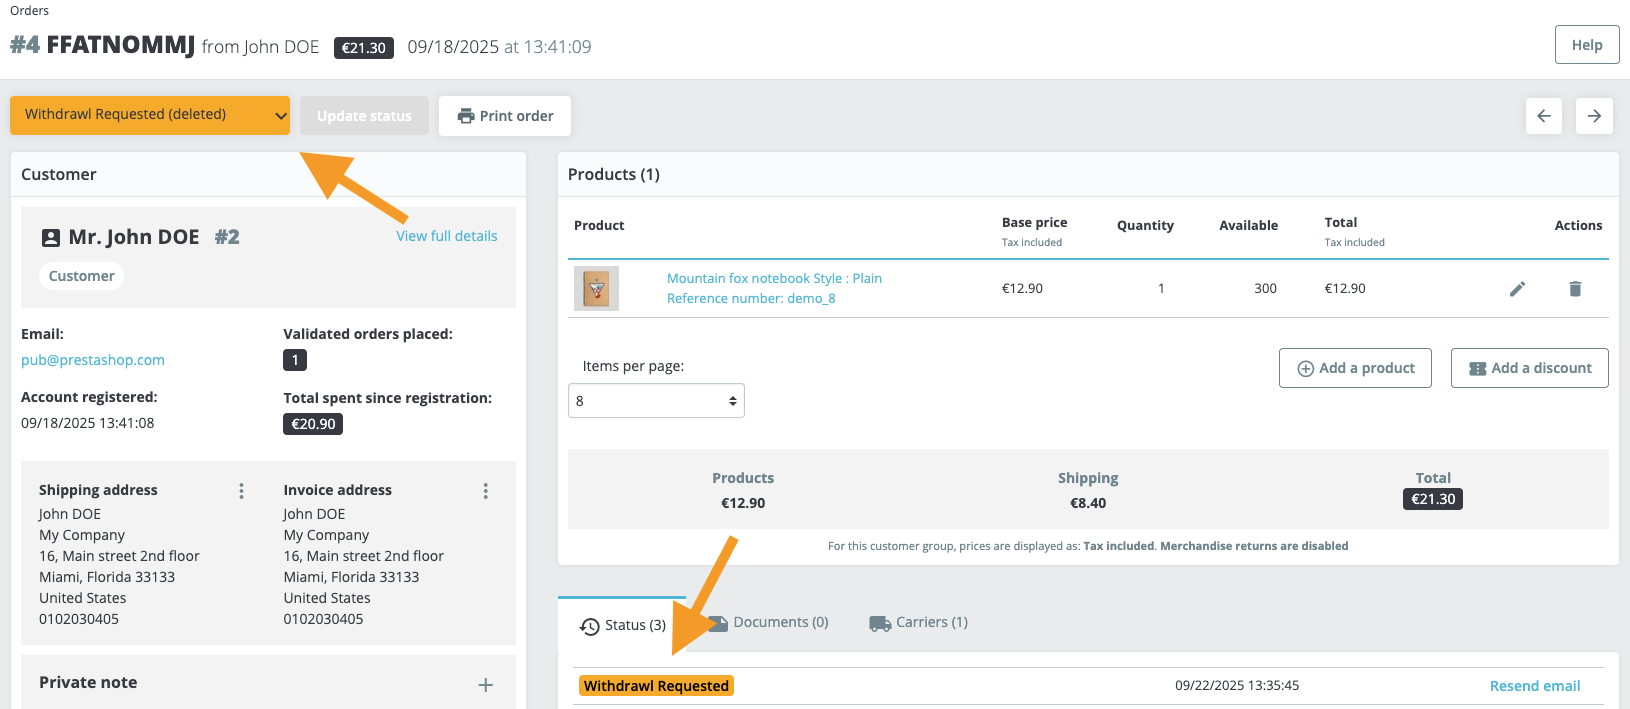 Orders
#4 FFATNOMMJ from John DOE €21.30 09/18/2025 at 13:41:09
Help
Withdrawl Requested (deleted)
Update status
Print order
Customer
Mr. John DOE #2
View full details
Customer
Email:
pub@prestashop.com
Validated orders placed:
1
Account registered:
09/18/2025 13:41:08
Total spent since registration:
€20.90
Shipping address
John DOE
My Company
16, Main street 2nd floor
Miami, Florida 33133
United States
0102030405
Invoice address
John DOE
My Company
16, Main street 2nd floor
Miami, Florida 33133
United States
0102030405
Private note
Products (1)
Product
Base price
Tax included
Quantity
Available
Total
Tax included
Actions
Mountain fox notebook Style : Plain
Reference number: demo_8
€12.90
1
300
€12.90
Items per page:
8
Add a product
Add a discount
Products
€12.90
Shipping
€8.40
Total
€21.30
For this customer group, prices are displayed as: Tax included. Merchandise returns are disabled
Status (3)
Documents (0)
Carriers (1)
Withdrawl Requested
09/22/2025 13:35:45
Resend email